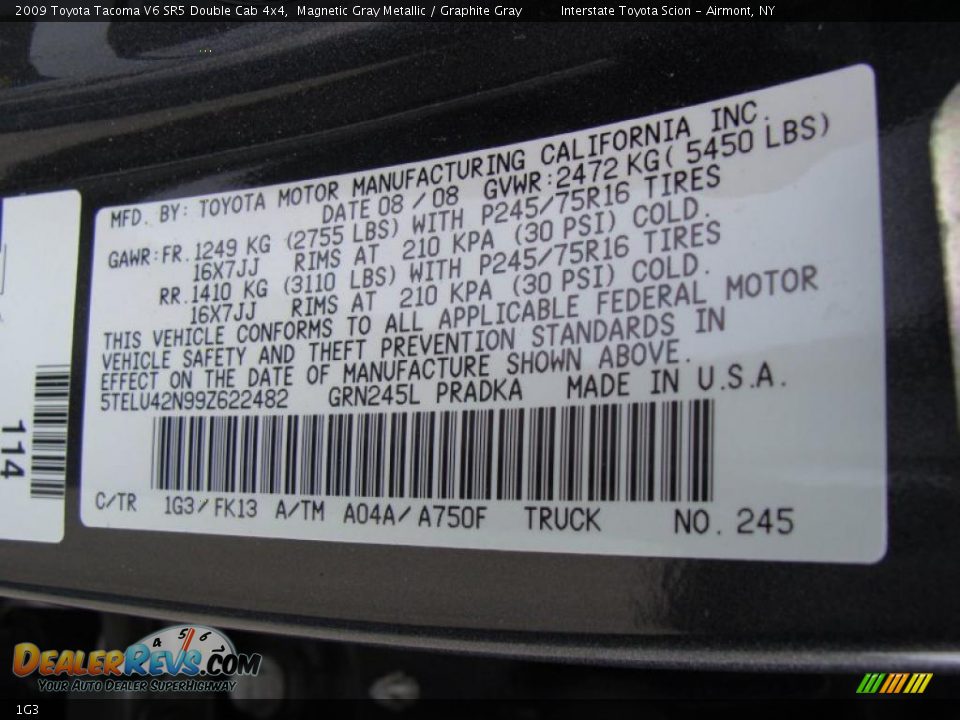 2009 Toyota Tacoma V6 SR5 Double Cab 4x4, Magnetic Gray Metallic / Graphite Gray Interstate Toyota Scion - Airmont, NY
MFD. BY: TOYOTA MOTOR MANUFACTURING CALIFORNIA INC.
DATE 08/08 GVWR:2472 KG( 5450 LBS)
GAWR:FR. 1249 KG (2755 LBS) WITH P245/75R16 TIRES
16X7JJ RIMS AT 210 KPA (30 PSI) COLD.
RR. 1410 KG (3110 LBS) WITH P245/75R16 TIRES
16X7JJ RIMS AT 210 KPA (30 PSI) COLD.
THIS VEHICLE CONFORMS TO ALL APPLICABLE FEDERAL MOTOR
VEHICLE SAFETY AND THEFT PREVENTION STANDARDS IN
EFFECT ON THE DATE OF MANUFACTURE SHOWN ABOVE.
5TELU42N99Z622482 GRN245L PRADKA MADE IN U.S.A.
C/TR 1G3/FK13 A/TM A04A/A750F TRUCK NO. 245
114
4 5 6
DEALERREVS.COM
YOUR AUTO DEALER SUPERHIGHWAY
1G3